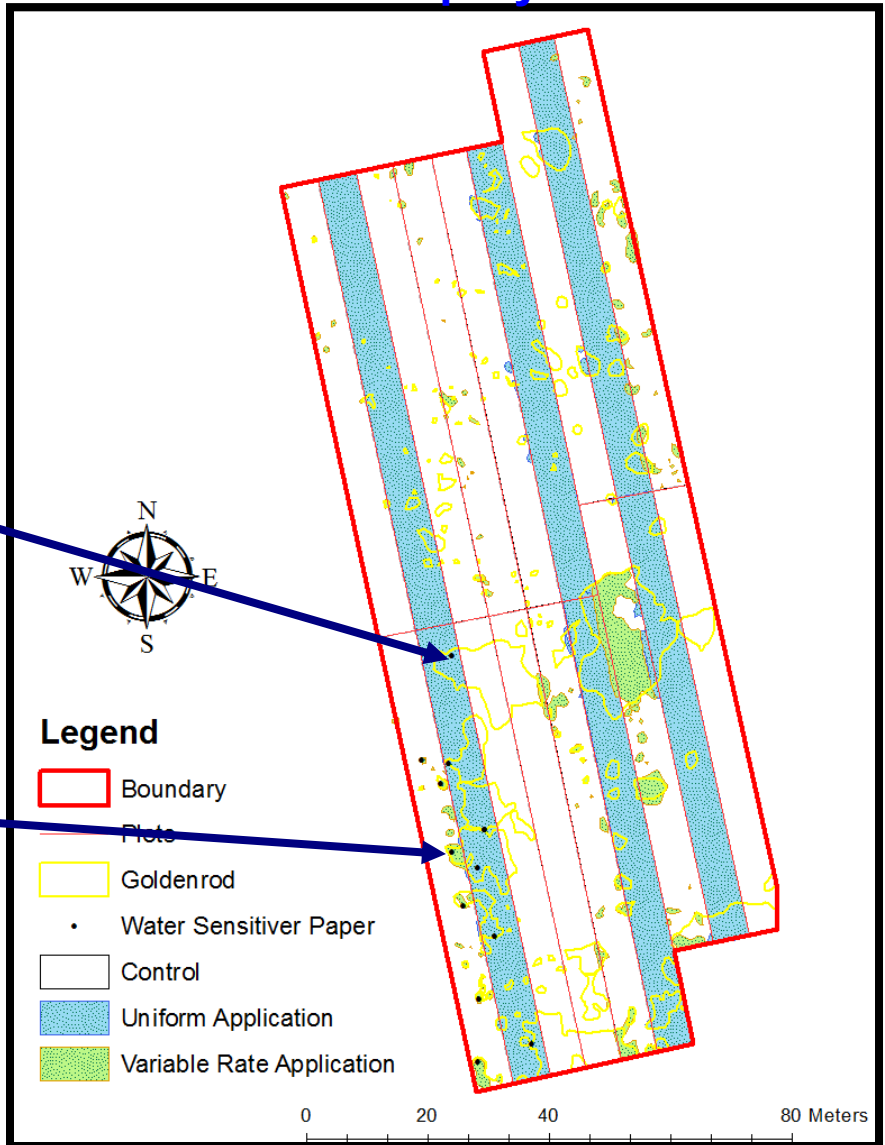 N
W E
S
Legend
Boundary
Plots
Goldenrod
Water Sensitiver Paper
Control
Uniform Application
Variable Rate Application
0 20 40 80 Meters